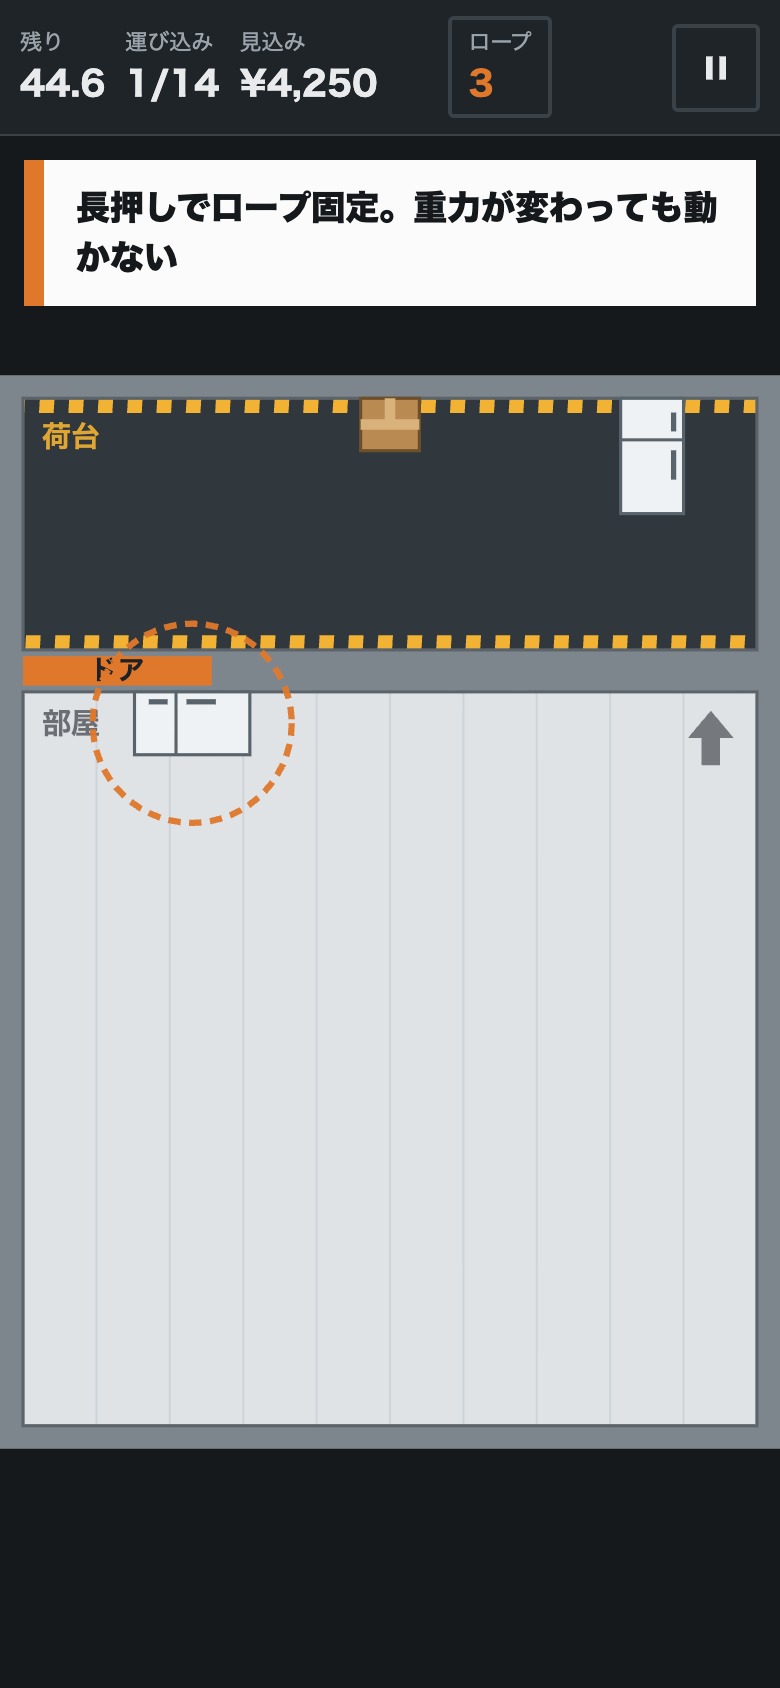 残り 運び込み 見込み ロープ
44.6 1/14 ¥4,250 3
長押しでロープ固定。重力が変わっても動
かない
荷台
ドア
部屋